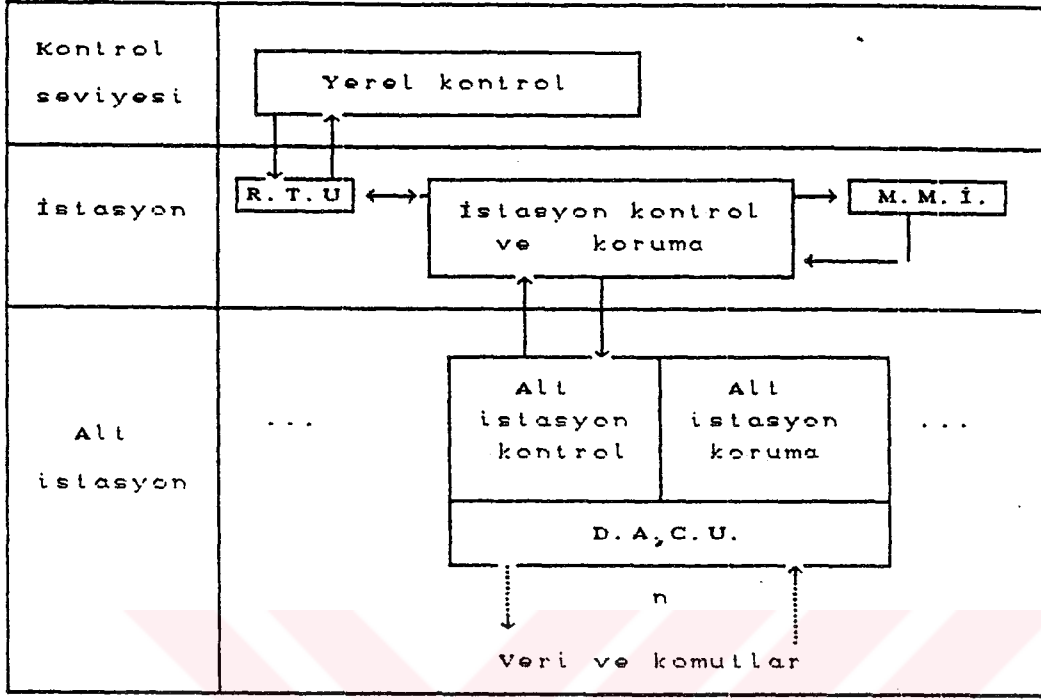 Kontrol
seviyesi
Yerel kontrol
İstasyon
R.T.U
İstasyon kontrol
ve koruma
M.M.İ.
Alt
istasyon
...
Alt
istasyon
kontrol
Alt
istasyon
koruma
...
D.A,C.U.
n
Veri ve komutlar